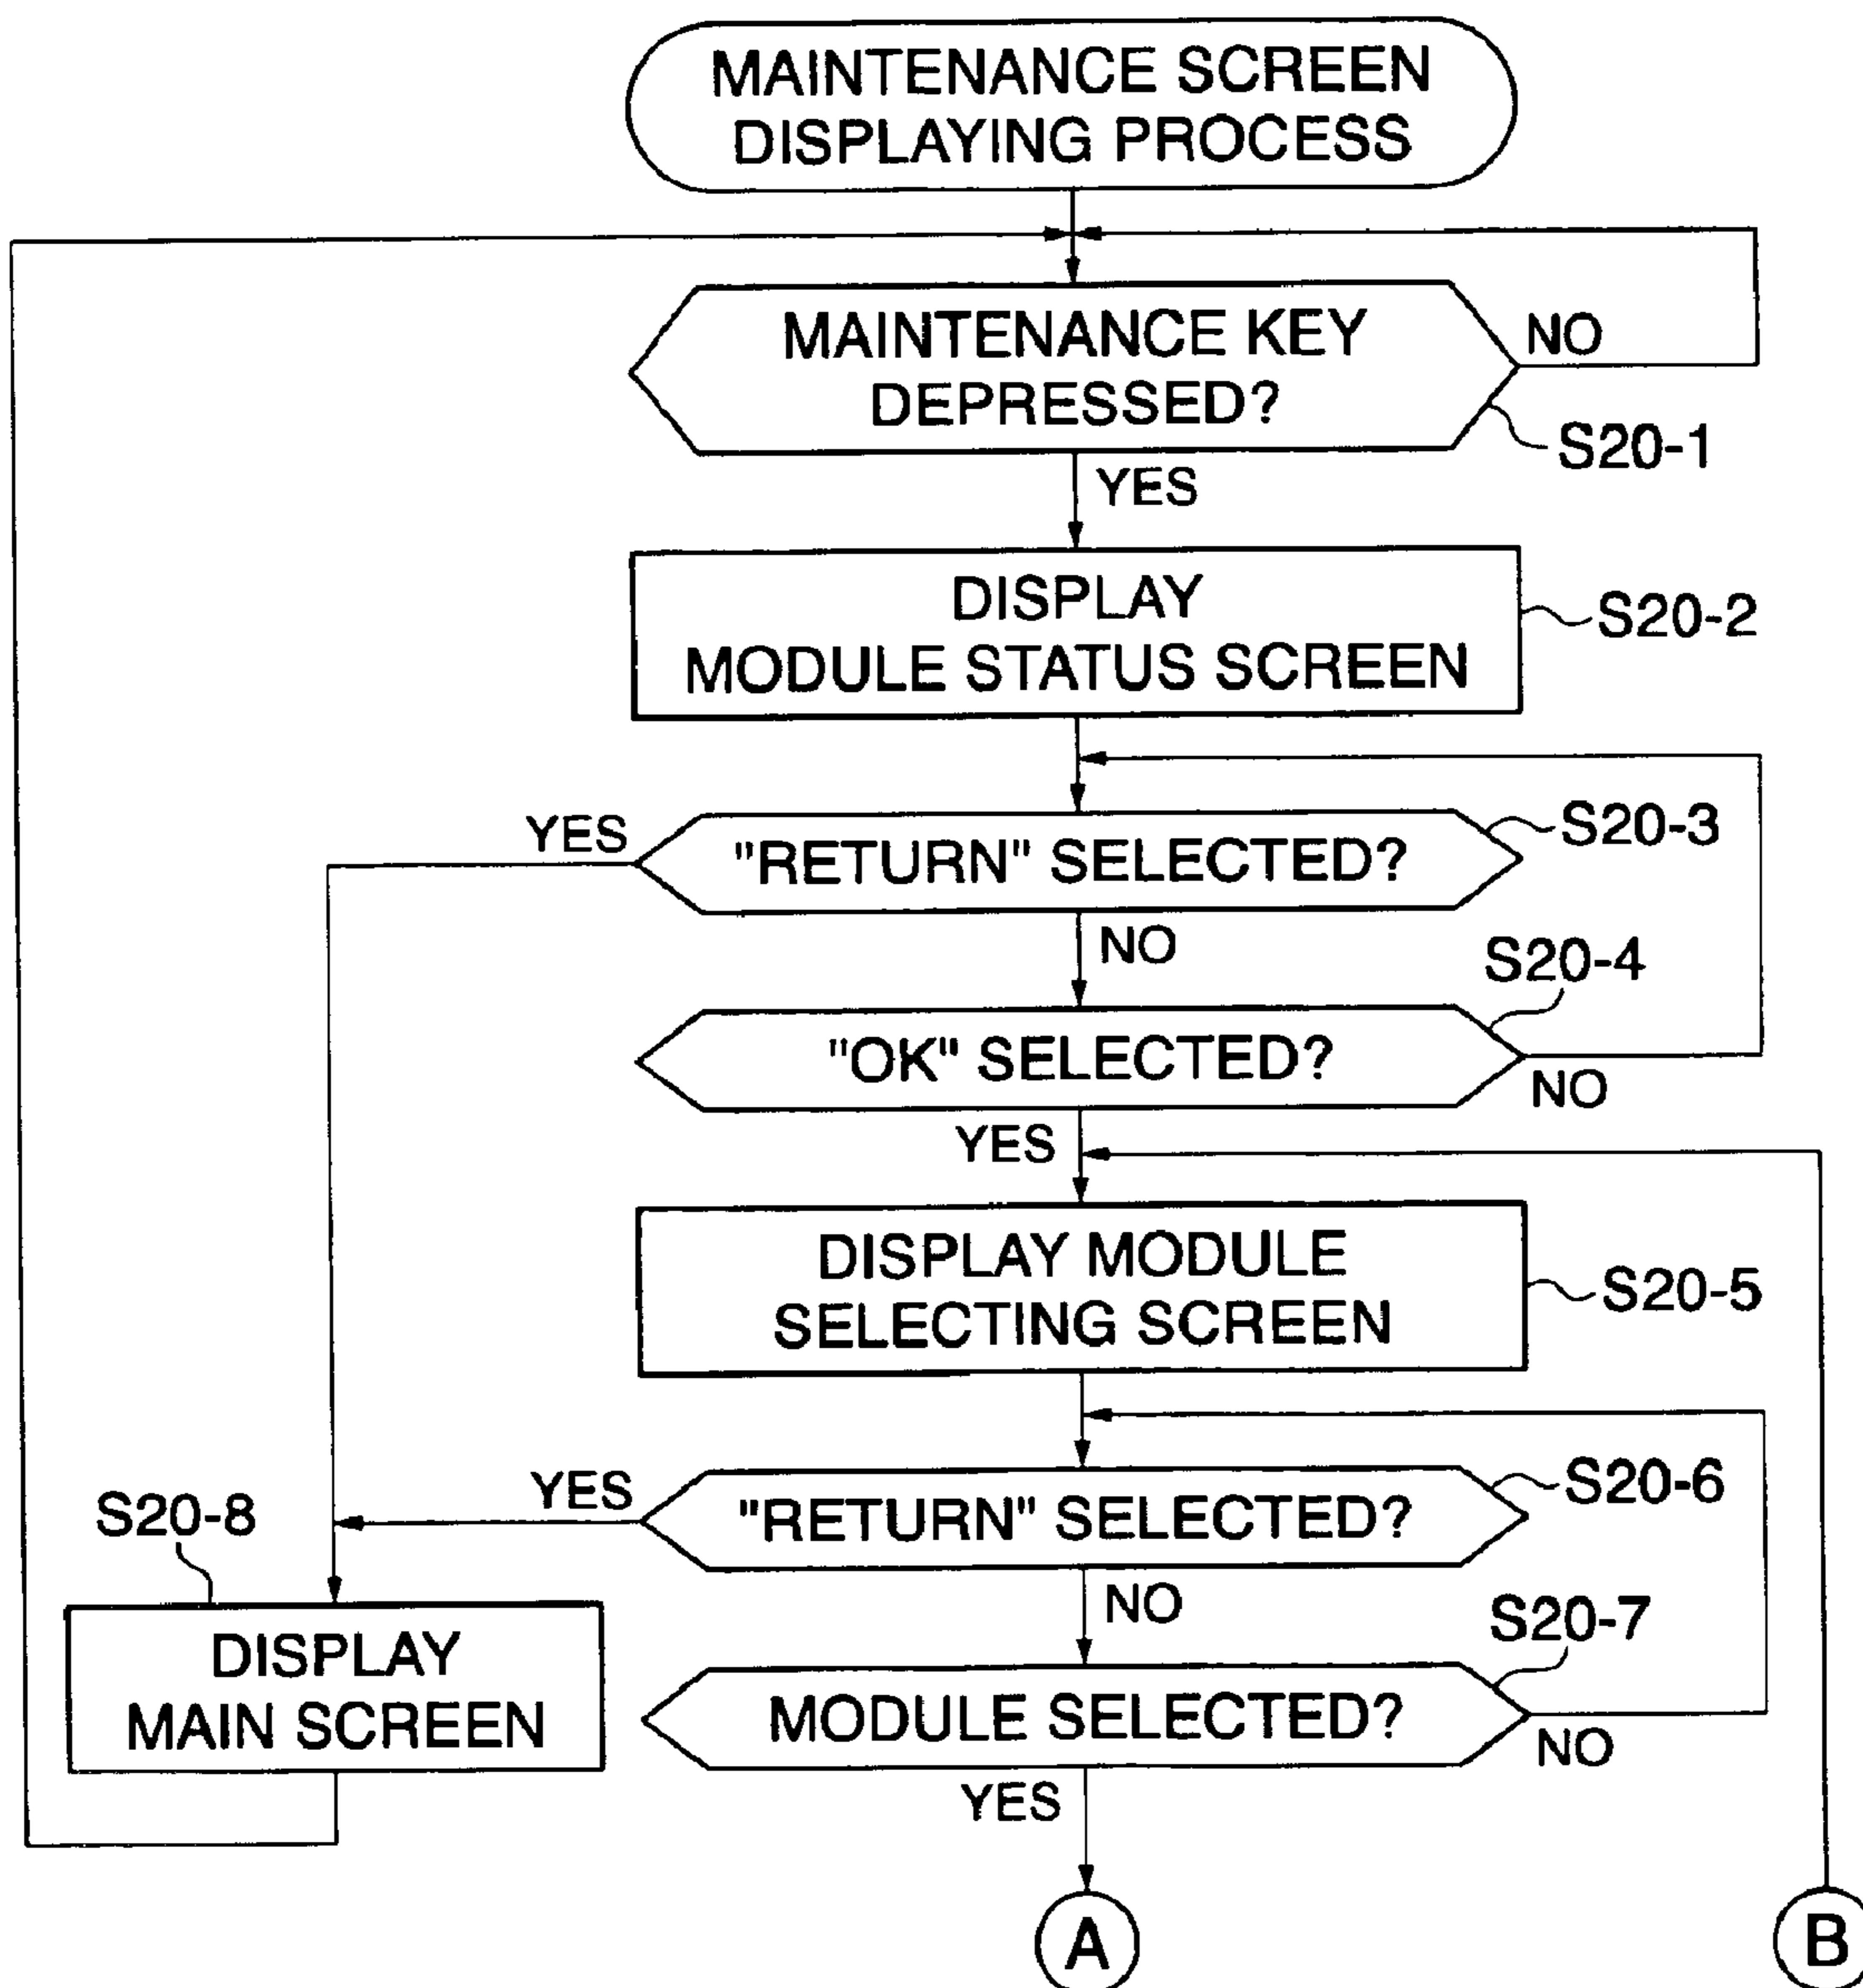 MAINTENANCE SCREEN
DISPLAYING PROCESS
MAINTENANCE KEY
DEPRESSED?
NO
S20-1
YES
DISPLAY
MODULE STATUS SCREEN
S20-2
YES
"RETURN" SELECTED?
S20-3
NO
S20-4
"OK" SELECTED?
NO
YES
DISPLAY MODULE
SELECTING SCREEN
S20-5
YES
"RETURN" SELECTED?
S20-6
S20-8
NO
S20-7
DISPLAY
MAIN SCREEN
MODULE SELECTED?
NO
YES
A
B